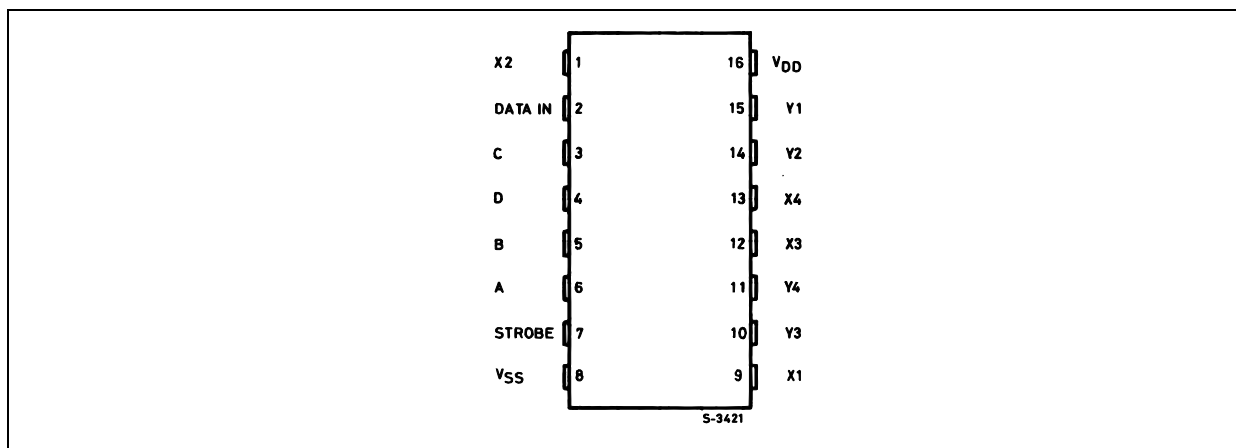 X2 1 16 VDD
DATA IN 2 15 Y1
C 3 14 Y2
D 4 13 X4
B 5 12 X3
A 6 11 Y4
STROBE 7 10 Y3
VSS 8 9 X1
S-3421